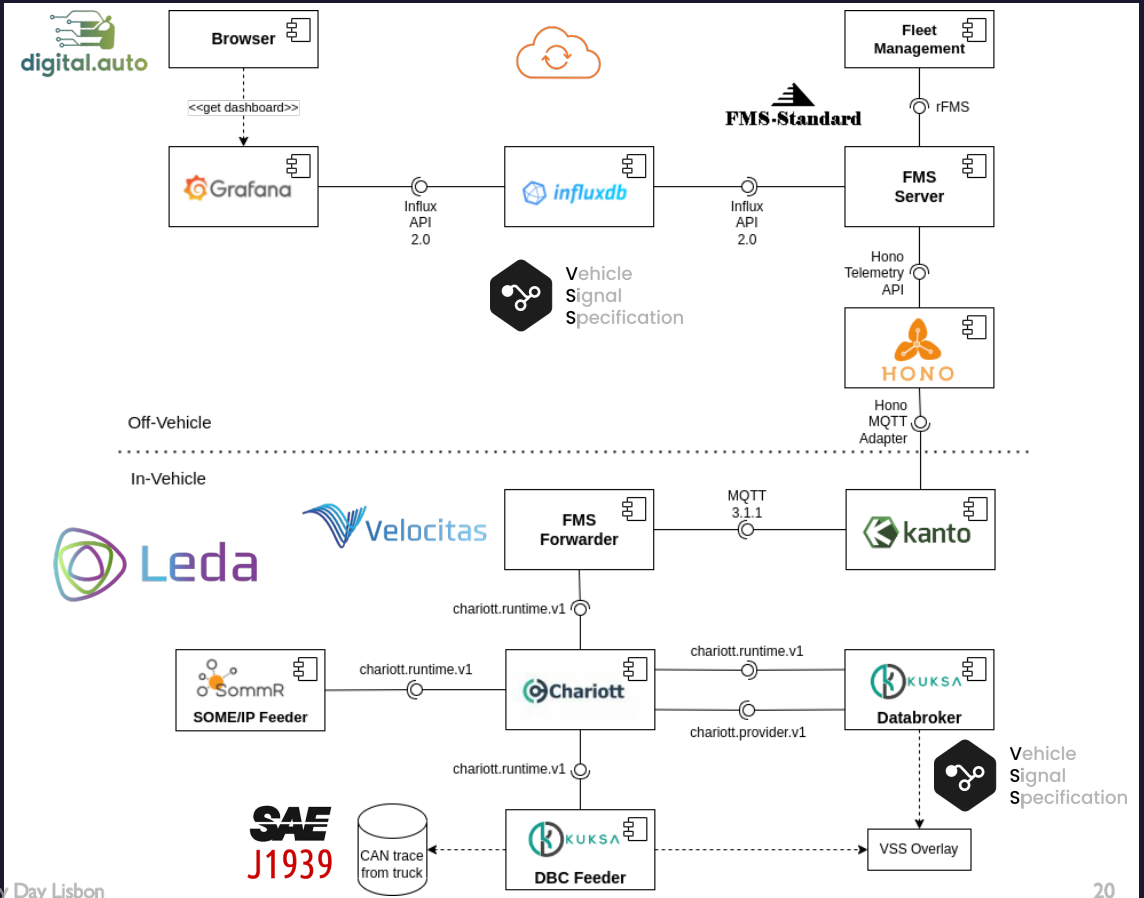 digital.auto
Browser
Fleet
Management
<<get dashboard>>
FMS-Standard
rFMS
Grafana
influxdb
FMS
Server
Influx
API
2.0
Influx
API
2.0
Hono
Telemetry
API
Vehicle
Signal
Specification
HONO
Hono
MQTT
Adapter
Off-Vehicle
In-Vehicle
Leda
Velocitas
FMS
Forwarder
MQTT
3.1.1
kanto
chariott.runtime.v1
SommR
SOME/IP Feeder
chariott.runtime.v1
Chariott
chariott.runtime.v1
chariott.provider.v1
KUKSA
Databroker
Vehicle
Signal
Specification
chariott.runtime.v1
SAE
J1939
CAN trace
from truck
KUKSA
DBC Feeder
VSS Overlay
Day Lisbon
20